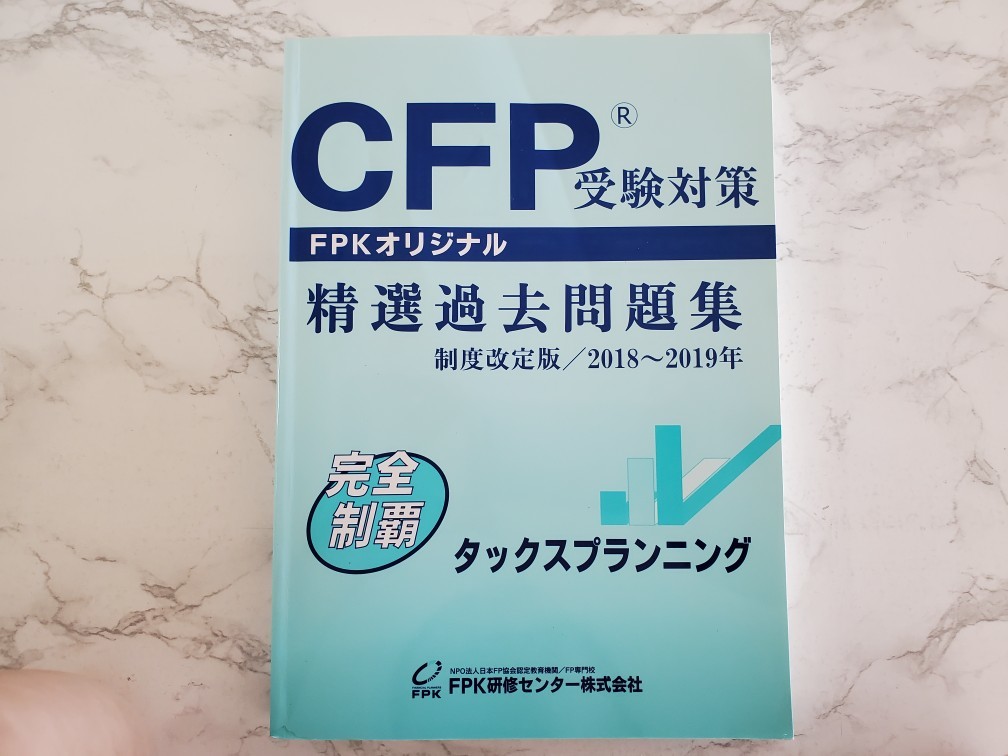 CFP®
受験対策
FPKオリジナル
精選過去問題集
制度改定版／2018～2019年
完全
制覇
タックスプランニング
NPO法人日本FP協会認定教育機関／FP専門校
FPK
FPK研修センター株式会社